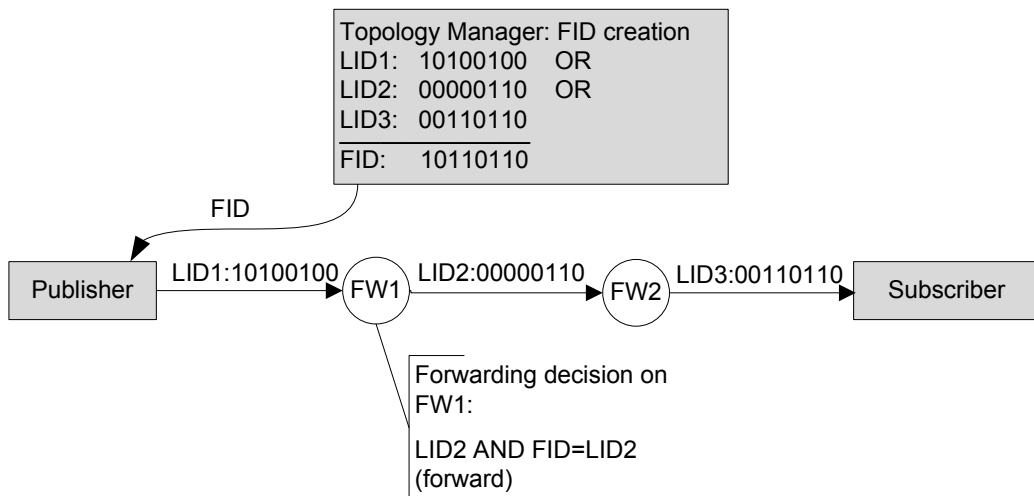 Topology Manager: FID creation
LID1: 10100100 OR
LID2: 00000110 OR
LID3: 00110110
FID: 10110110
FID
Publisher
LID1:10100100
FW1
LID2:00000110
FW2
LID3:00110110
Subscriber
Forwarding decision on
FW1:
LID2 AND FID=LID2
(forward)